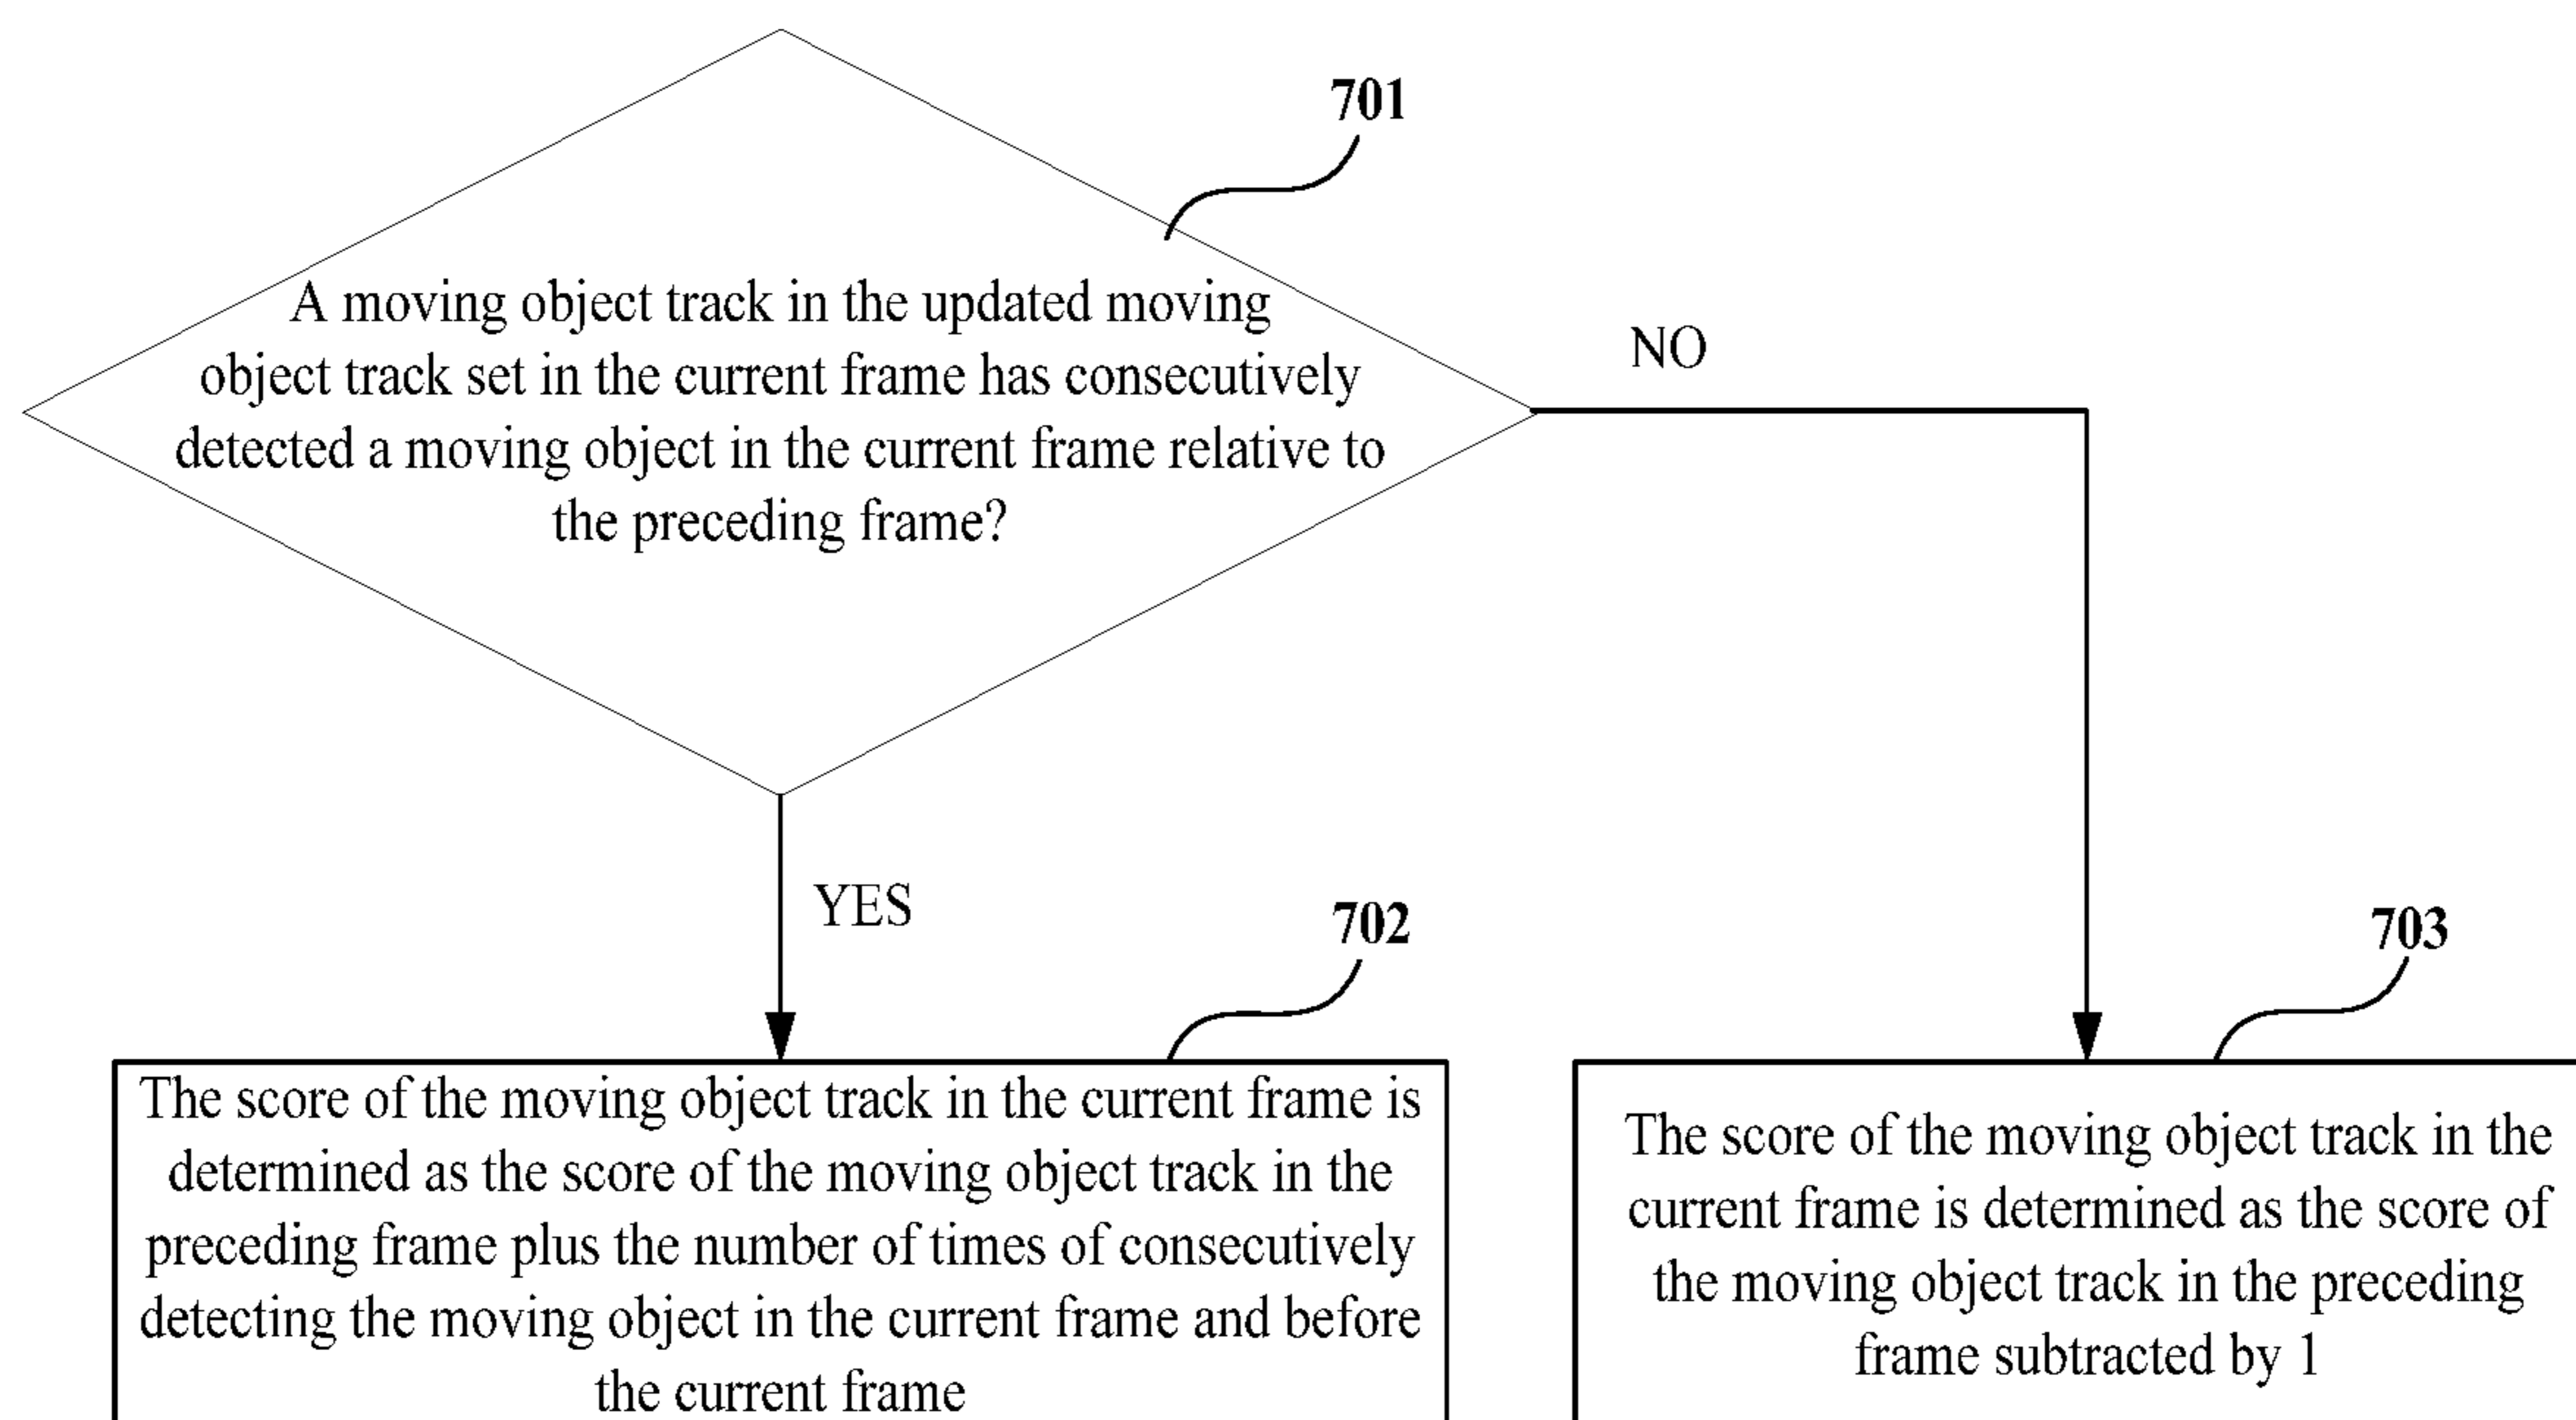 701
A moving object track in the updated moving
object track set in the current frame has consecutively
detected a moving object in the current frame relative to
the preceding frame?
NO
YES
702
703
The score of the moving object track in the current frame is
determined as the score of the moving object track in the
preceding frame plus the number of times of consecutively
detecting the moving object in the current frame and before
the current frame
The score of the moving object track in the
current frame is determined as the score of
the moving object track in the preceding
frame subtracted by 1